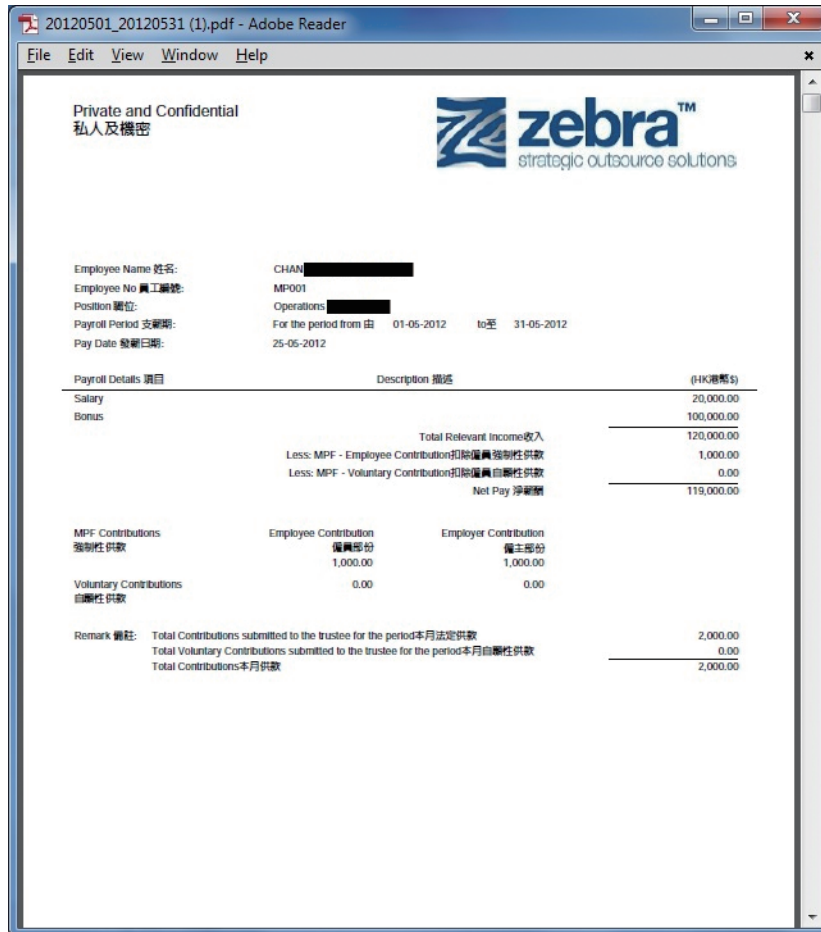 20120501_20120531 (1).pdf - Adobe Reader
File Edit View Window Help
Private and Confidential
私人及機密
zebra™
strategic outsource solutions
Employee Name 姓名: CHAN
Employee No 員工編號: MP001
Position 職位: Operations
Payroll Period 支薪期: For the period from 由 01-05-2012 to至 31-05-2012
Pay Date 發薪日期: 25-05-2012
Payroll Details 項目 Description 描述 (HK港幣$)
Salary 20,000.00
Bonus 100,000.00
Total Relevant Income收入 120,000.00
Less: MPF - Employee Contribution扣除僱員強制性供款 1,000.00
Less: MPF - Voluntary Contribution扣除僱員自願性供款 0.00
Net Pay 淨薪酬 119,000.00
MPF Contributions Employee Contribution Employer Contribution
強制性供款 僱員部份 僱主部份
1,000.00 1,000.00
Voluntary Contributions 0.00 0.00
自願性供款
Remark 備註: Total Contributions submitted to the trustee for the period本月法定供款 2,000.00
Total Voluntary Contributions submitted to the trustee for the period本月自願性供款 0.00
Total Contributions本月供款 2,000.00